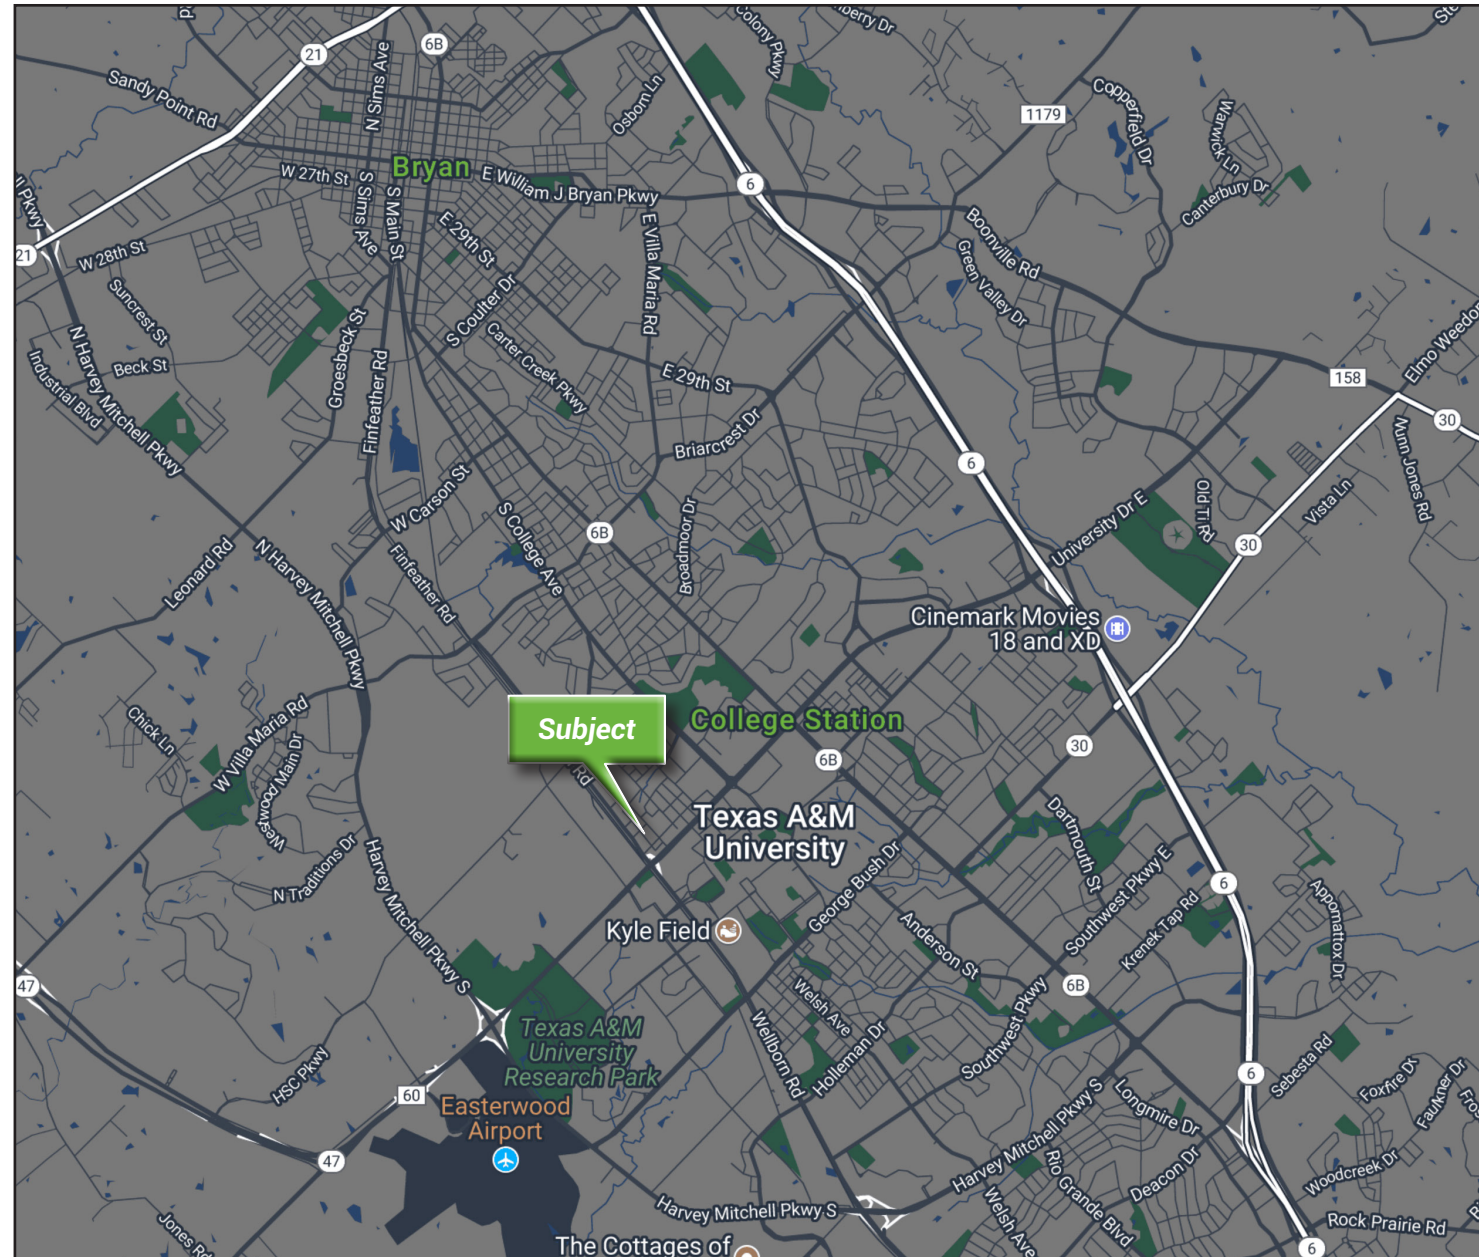 21
6B
Colony Pkwy
N Sims Ave
Sandy Point Rd
Osborn Ln
1179
Copperfield Dr
Warwick Ln
Bryan
W 27th St
E William J Bryan Pkwy
6
Canterbury Dr
S Sims Ave
S Main St
E 29th St
E Villa Maria Rd
Boonville Rd
Green Valley Dr
21
W 28th St
Suncrest St
S Coulter Dr
Carter Creek Pkwy
N Harvey Mitchell Pkwy
Groesbeck St
Finfeather Rd
E 29th St
Elmo Weedon
158
30
Industrial Blvd
Beck St
Briarcrest Dr
6
Nunn Jones Rd
W Carson St
S College Ave
6B
Broadmoor Dr
University Dr E
Old Tl Rd
Vista Ln
30
Leonard Rd
N Harvey Mitchell Pkwy
Finfeather Rd
Cinemark Movies
18 and XD
Subject
College Station
30
6B
Chick Ln
W Villa Maria Rd
Westwood Main Dr
Rd
Texas A&M
University
Dartmouth St
N Traditions Dr
Harvey Mitchell Pkwy S
George Bush Dr
Southwest Pkwy E
6
Krenek Tap Rd
Appomattox Dr
Kyle Field
Anderson St
47
6B
Welsh Ave
Southwest Pkwy
Texas A&M
University
Research Park
Wellborn Rd
Holleman Dr
HSC Pkwy
60
Easterwood
Airport
47
6
Sebesta Rd
Foxfire Dr
Faulkner Dr
Longmire Dr
Harvey Mitchell Pkwy S
Rio Grande Blvd
Deacon Dr
Woodcreek Dr
Harvey Mitchell Pkwy S
Welsh Ave
Rock Prairie Rd
Jones Rd
The Cottages of
6